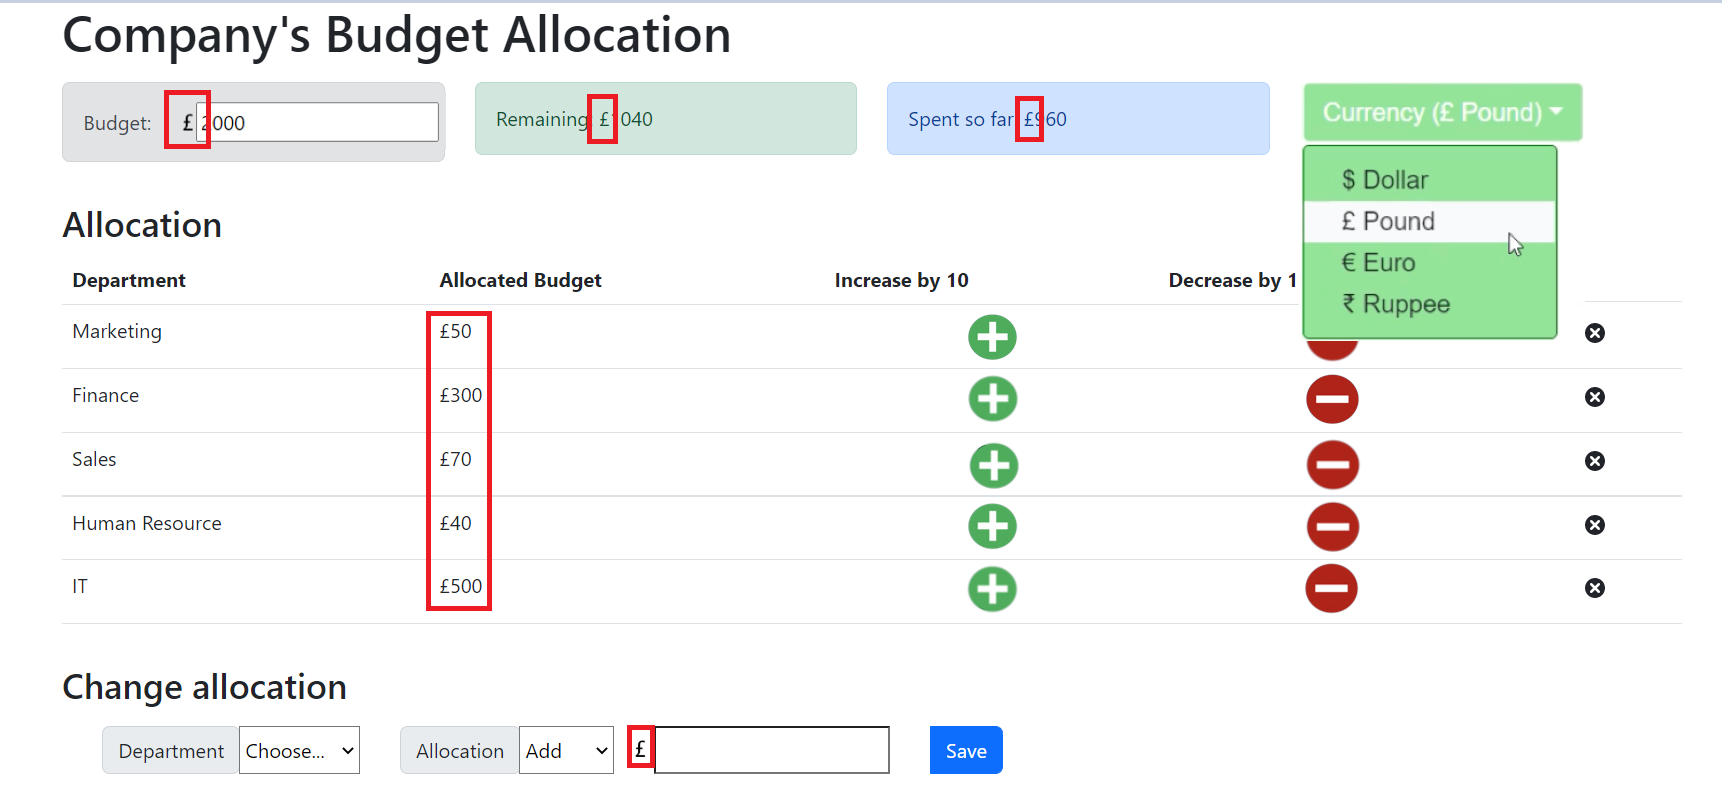 Company's Budget Allocation
Budget: £ 2000
Remaining £1040
Spent so far £960
Currency (£ Pound)
$ Dollar
£ Pound
€ Euro
₹ Ruppee
Allocation
Department Allocated Budget Increase by 10 Decrease by 1
Marketing £50
Finance £300
Sales £70
Human Resource £40
IT £500
Change allocation
Department Choose... Allocation Add £ Save